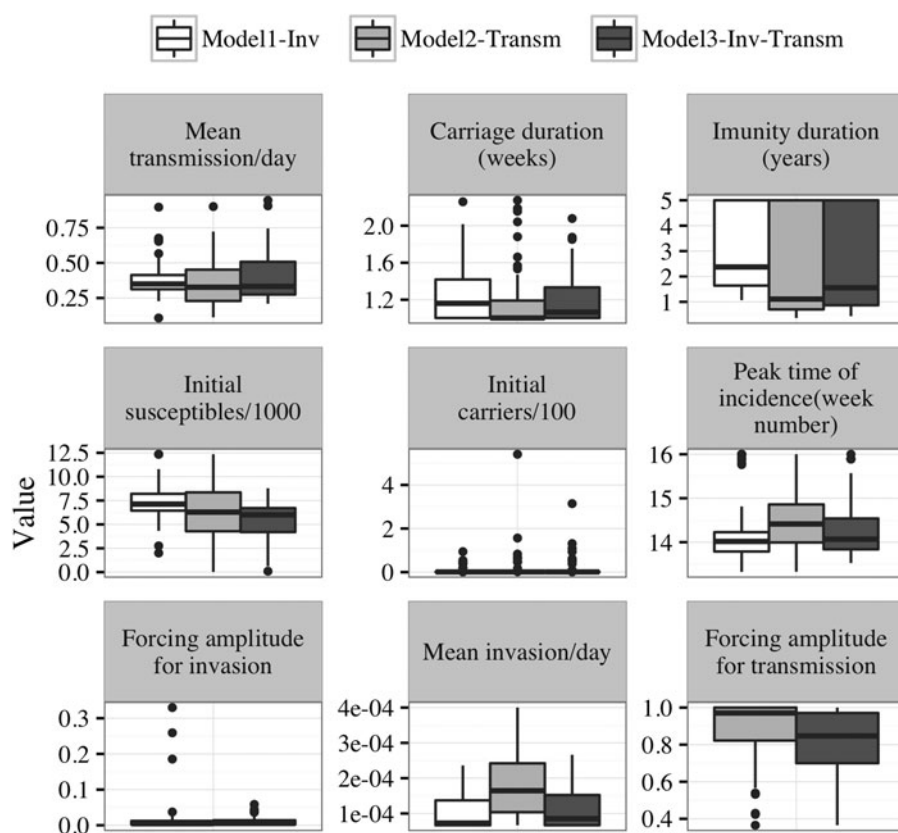 Model1-Inv Model2-Transm Model3-Inv-Transm
Mean
transmission/day
Carriage duration
(weeks)
Imunity duration
(years)
0.75
0.50
0.25
2.0
1.6
1.2
5
4
3
2
1
Initial
susceptibles/1000
Initial
carriers/100
Peak time of
incidence(week
number)
Value
12.5
10.0
7.5
5.0
2.5
0.0
4
2
0
16
15
14
Forcing amplitude
for invasion
Mean invasion/day
Forcing amplitude
for transmission
0.3
0.2
0.1
0.0
4e-04
3e-04
2e-04
1e-04
1.0
0.8
0.6
0.4